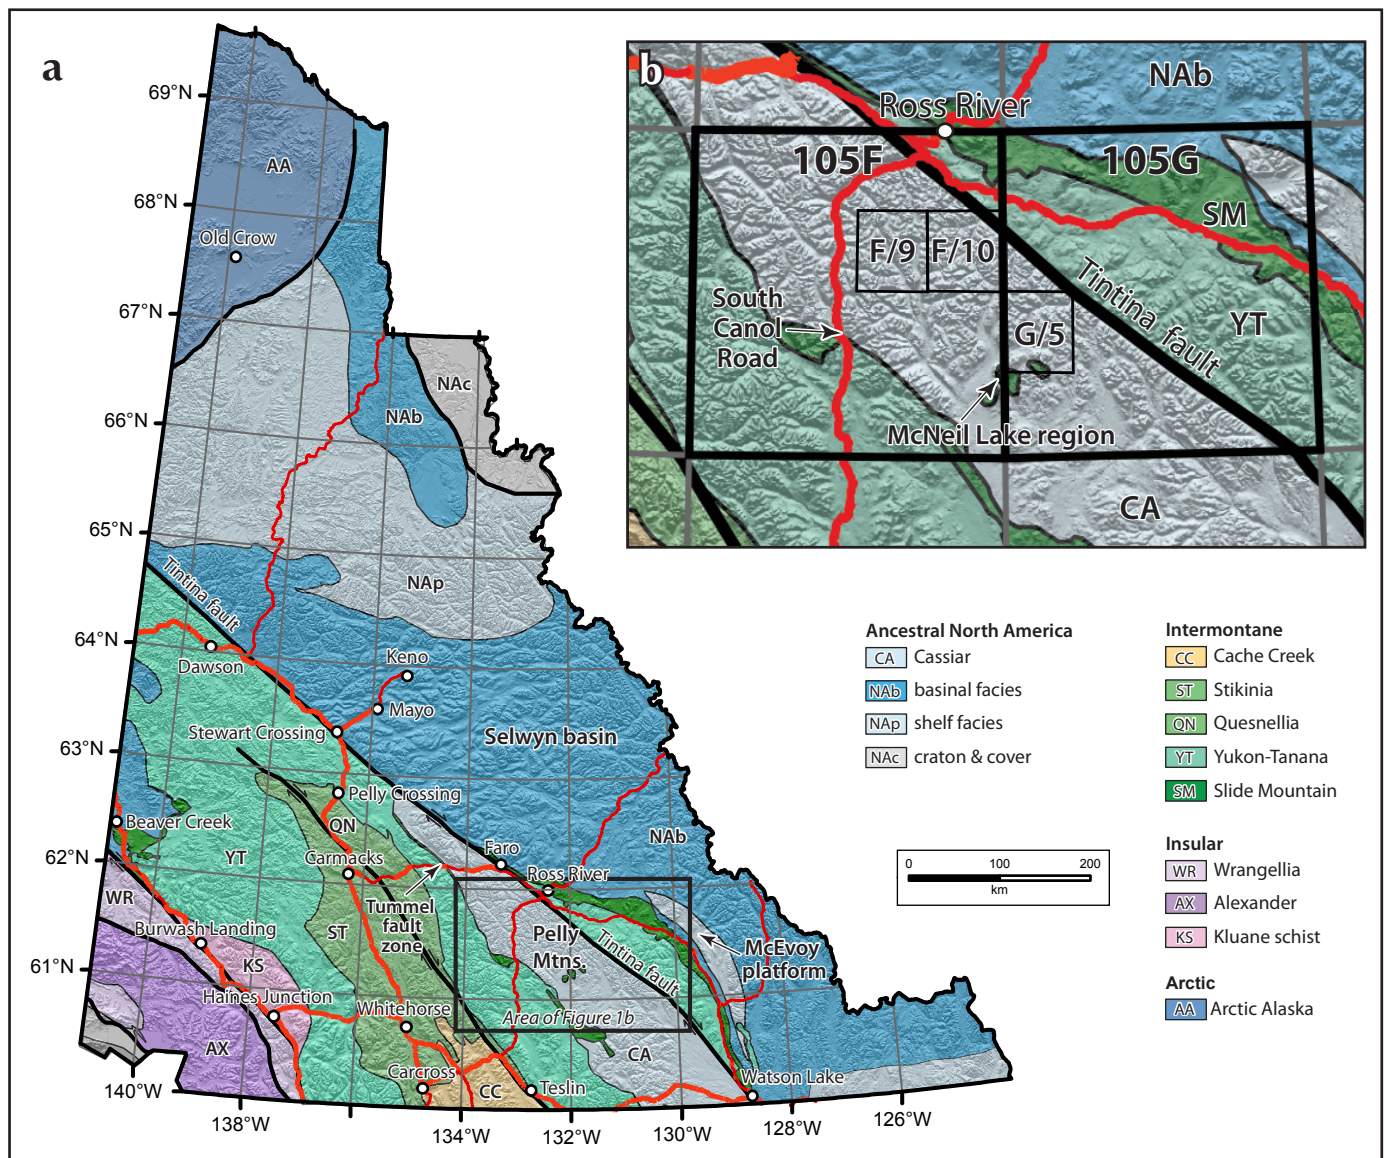 a
69°N
68°N
67°N
66°N
65°N
64°N
63°N
62°N
61°N
140°W
138°W
134°W
132°W
130°W
128°W
126°W
AA
Old Crow
NAc
NAb
NAp
Tintina fault
Dawson
Keno
Mayo
Stewart Crossing
Selwyn basin
Pelly Crossing
QN
Beaver Creek
YT
Carmacks
Faro
NAb
Ross River
WR
Tummel
fault
zone
Burwash Landing
ST
Pelly
Mtns.
Tintina fault
McEvoy
platform
KS
Haines Junction
Whitehorse
Area of Figure 1b
AX
CA
Carcross
CC
Teslin
Watson Lake
b
NAb
Ross River
105F
105G
SM
F/9
F/10
Tintina fault
South
Canol
Road
G/5
YT
McNeil Lake region
CA
Ancestral North America
CA Cassiar
NAb basinal facies
NAp shelf facies
NAc craton & cover
Intermontane
CC Cache Creek
ST Stikinia
QN Quesnellia
YT Yukon-Tanana
SM Slide Mountain
Insular
WR Wrangellia
AX Alexander
KS Kluane schist
Arctic
AA Arctic Alaska
0 100 200
km